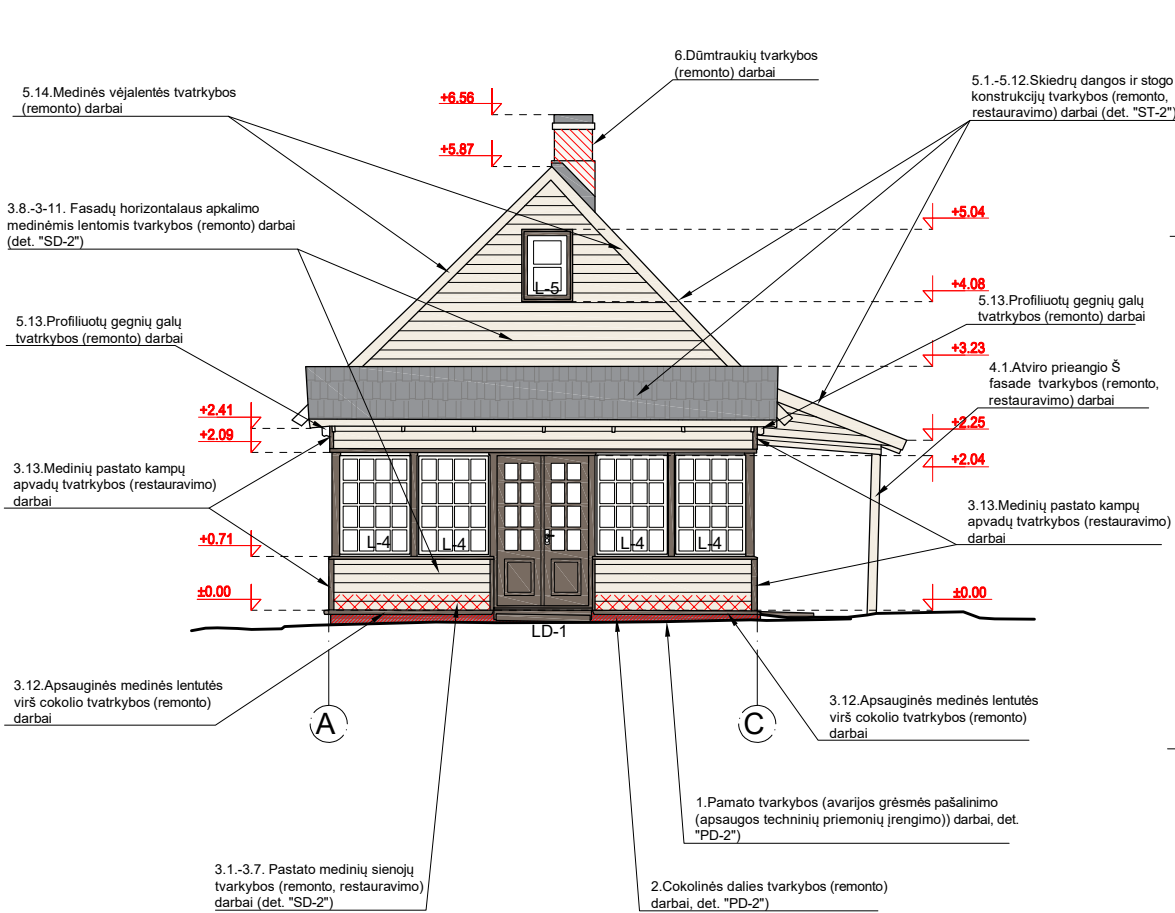 6.Dūmtraukių tvarkybos
(remonto) darbai
5.14.Medinės vėjalentės tvatrkybos
(remonto) darbai
5.1.-5.12.Skiedrų dangos ir stogo
konstrukcijų tvarkybos (remonto,
restauravimo) darbai (det. "ST-2")
+6.56
+5.87
3.8.-3-11. Fasadų horizontalaus apkalimo
medinėmis lentomis tvarkybos (remonto) darbai
(det. "SD-2")
+5.04
L-5
+4.08
5.13.Profiliuotų gegnių galų
tvatrkybos (remonto) darbai
5.13.Profiliuotų gegnių galų
tvatrkybos (remonto) darbai
+3.23
4.1.Atviro prieangio Š
fasade tvarkybos (remonto,
restauravimo) darbai
+2.41
+2.09
+2.25
+2.04
3.13.Medinių pastato kampų
apvadų tvatrkybos (restauravimo)
darbai
3.13.Medinių pastato kampų
apvadų tvatrkybos (restauravimo)
darbai
L-4
L-4
L-4
L-4
+0.71
±0.00
±0.00
LD-1
3.12.Apsauginės medinės lentutės
virš cokolio tvatrkybos (remonto)
darbai
3.12.Apsauginės medinės lentutės
virš cokolio tvatrkybos (remonto)
darbai
A
C
1.Pamato tvarkybos (avarijos grėsmės pašalinimo
(apsaugos techninių priemonių įrengimo)) darbai, det.
"PD-2")
3.1.-3.7. Pastato medinių sienojų
tvarkybos (remonto, restauravimo)
darbai (det. "SD-2")
2.Cokolinės dalies tvarkybos (remonto)
darbai, det. "PD-2")